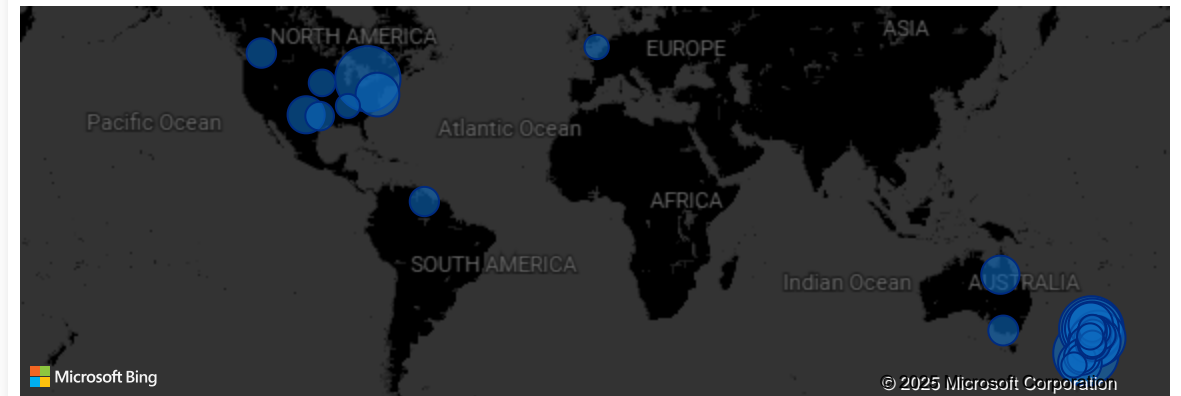 NORTH AMERICA
ASIA
EUROPE
Pacific Ocean
Atlantic Ocean
AFRICA
SOUTH AMERICA
Indian Ocean
AUSTRALIA
Microsoft Bing
© 2025 Microsoft Corporation